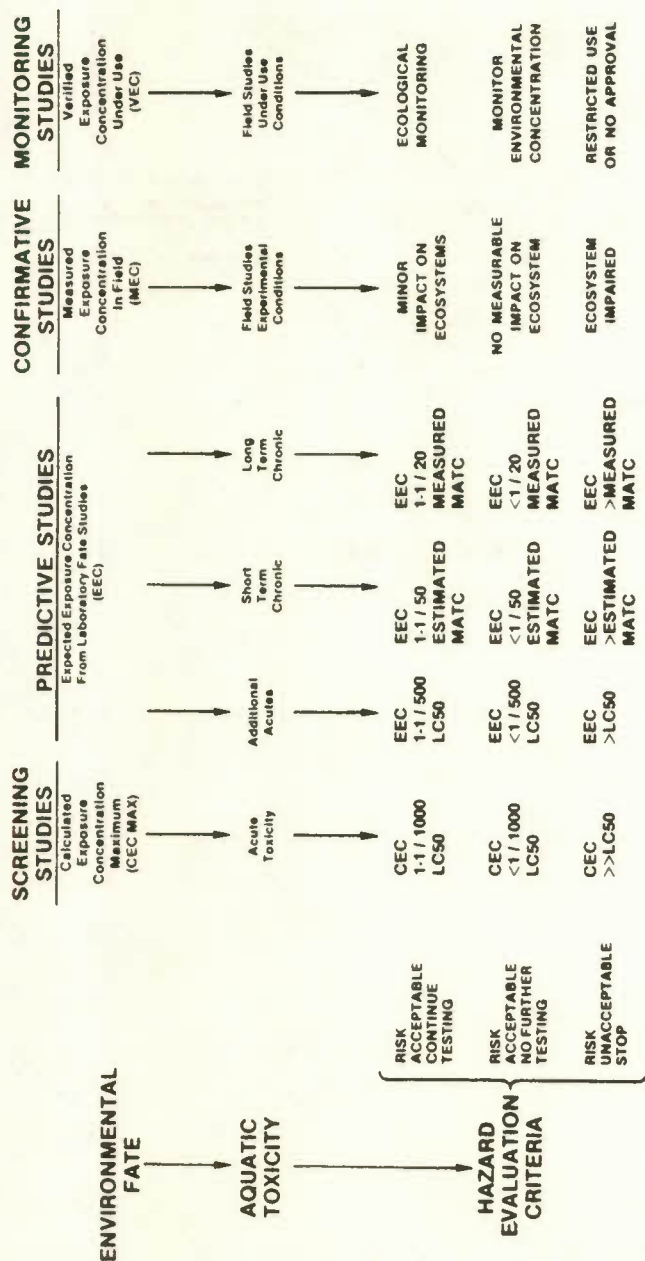 SCREENING
STUDIES
Calculated
Exposure
Concentration
Maximum
(CEC MAX)
PREDICTIVE STUDIES
Expected Exposure Concentration
From Laboratory Fate Studies
(EEC)
CONFIRMATIVE
STUDIES
Measured
Exposure
Concentration
In Field
(MEC)
MONITORING
STUDIES
Verified
Exposure
Concentration
Under Use
(VEC)
ENVIRONMENTAL
FATE
AQUATIC
TOXICITY
Acute
Toxicity
Additional
Acutes
Short
Term
Chronic
Long
Term
Chronic
Field Studies
Experimental
Conditions
Field Studies
Under Use
Conditions
HAZARD
EVALUATION
CRITERIA
RISK
ACCEPTABLE
CONTINUE
TESTING
CEC
1-1 / 1000
LC50
EEC
1-1 / 500
LC50
EEC
1-1 / 50
ESTIMATED
MATC
EEC
1-1 / 20
MEASURED
MATC
MINOR
IMPACT ON
ECOSYSTEMS
ECOLOGICAL
MONITORING
RISK
ACCEPTABLE
NO FURTHER
TESTING
CEC
<1 / 1000
LC50
EEC
<1 / 500
LC50
EEC
<1 / 50
ESTIMATED
MATC
EEC
<1 / 20
MEASURED
MATC
NO MEASURABLE
IMPACT ON
ECOSYSTEM
MONITOR
ENVIRONMENTAL
CONCENTRATION
RISK
UNACCEPTABLE
STOP
CEC
>>LC50
EEC
>LC50
EEC
>ESTIMATED
MATC
EEC
>MEASURED
MATC
ECOSYSTEM
IMPAIRED
RESTRICTED USE
OR NO APPROVAL